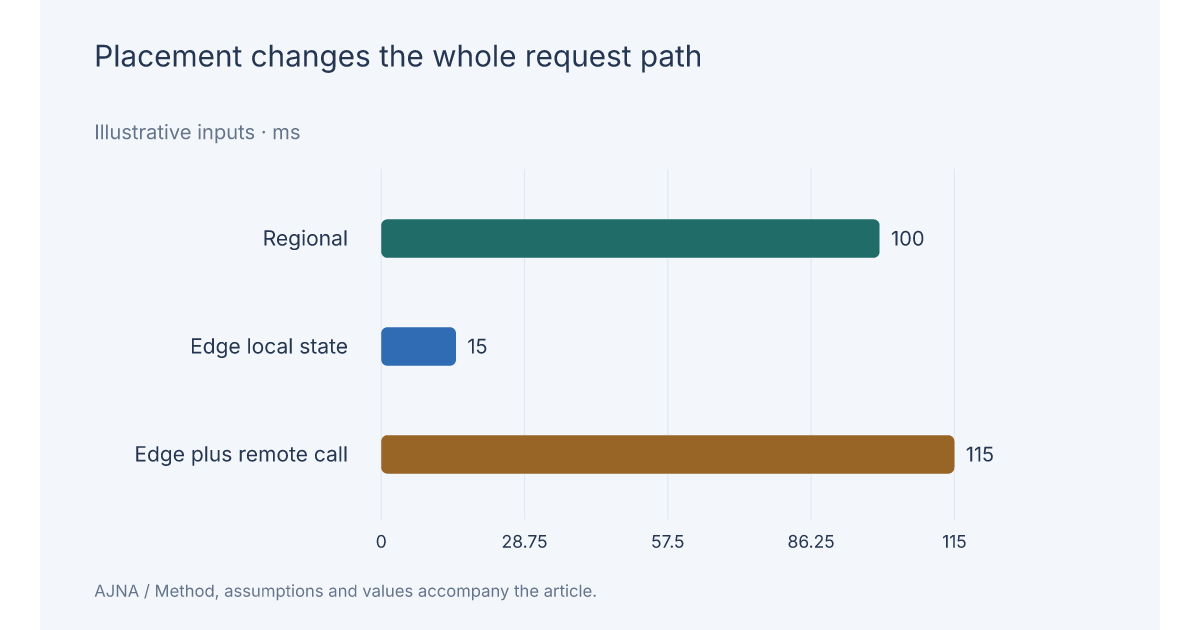 Placement changes the whole request path
Illustrative inputs · ms
Regional 100
Edge local state 15
Edge plus remote call 115
0 28.75 57.5 86.25 115
AJNA / Method, assumptions and values accompany the article.